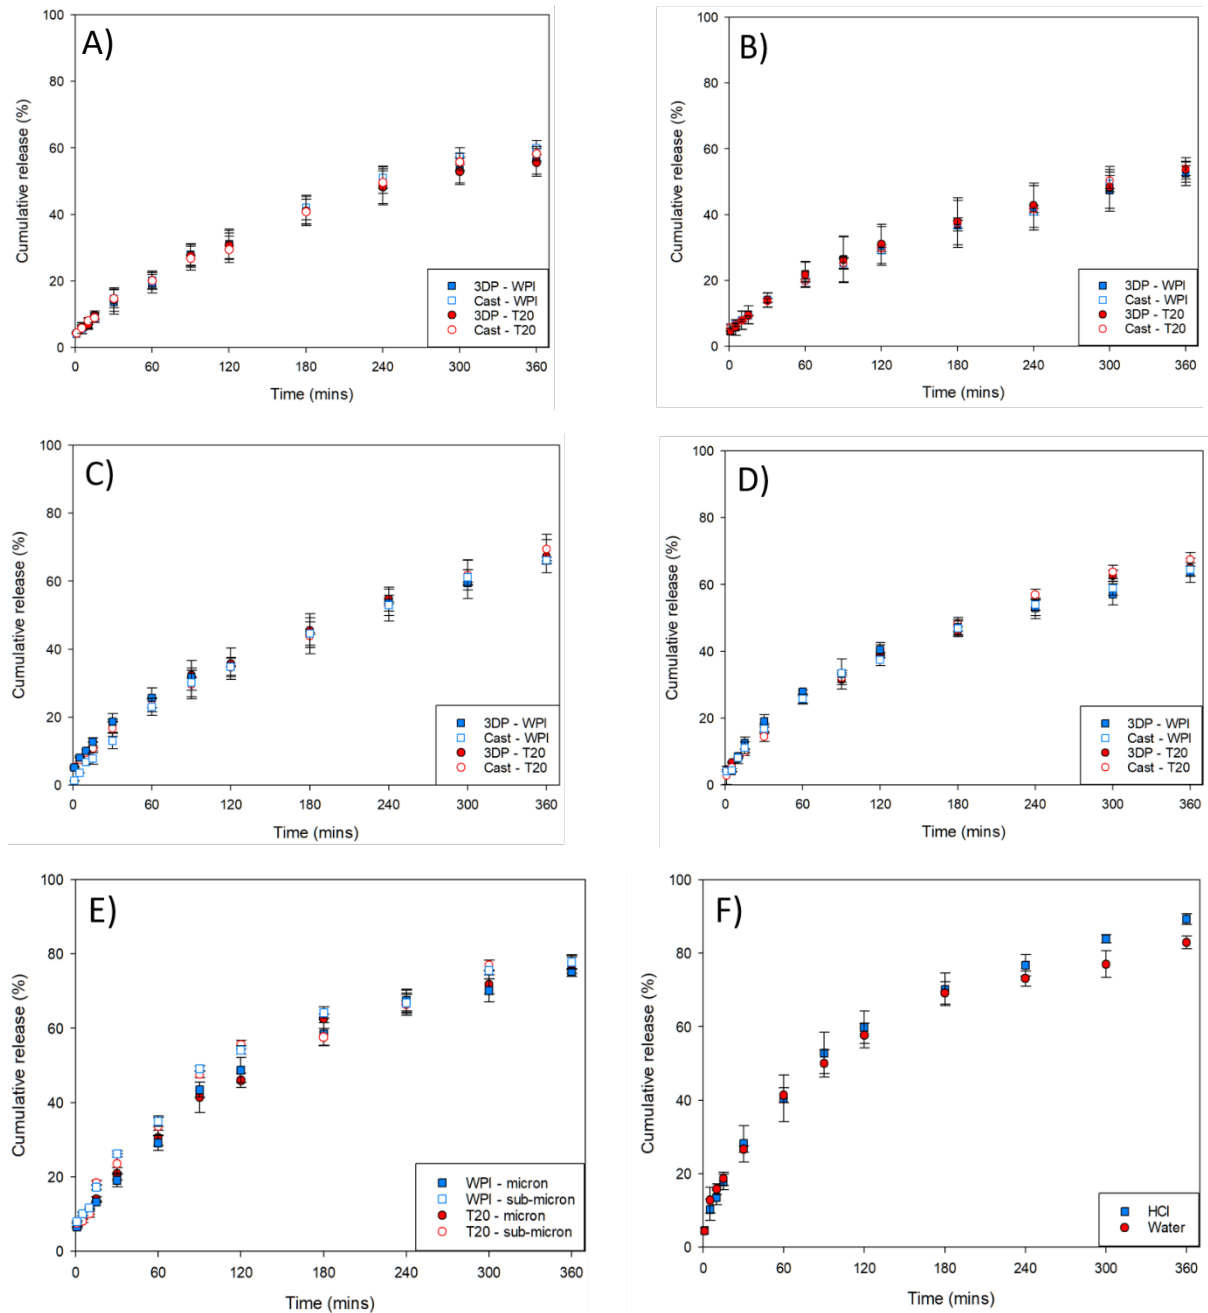 A)
Cumulative release (%)
100
80
60
40
20
0
0 60 120 180 240 300 360
Time (mins)
3DP - WPI
Cast - WPI
3DP - T20
Cast - T20
B)
Cumulative release (%)
100
80
60
40
20
0
0 60 120 180 240 300 360
Time (mins)
3DP - WPI
Cast - WPI
3DP - T20
Cast - T20
C)
Cumulative release (%)
100
80
60
40
20
0
0 60 120 180 240 300 360
Time (mins)
3DP - WPI
Cast - WPI
3DP - T20
Cast - T20
D)
Cumulative release (%)
100
80
60
40
20
0
0 60 120 180 240 300 360
Time (mins)
3DP - WPI
Cast - WPI
3DP - T20
Cast - T20
E)
Cumulative release (%)
100
80
60
40
20
0
0 60 120 180 240 300 360
Time (mins)
WPI - micron
WPI - sub-micron
T20 - micron
T20 - sub-micron
F)
Cumulative release (%)
100
80
60
40
20
0
0 60 120 180 240 300 360
Time (mins)
HCl
Water